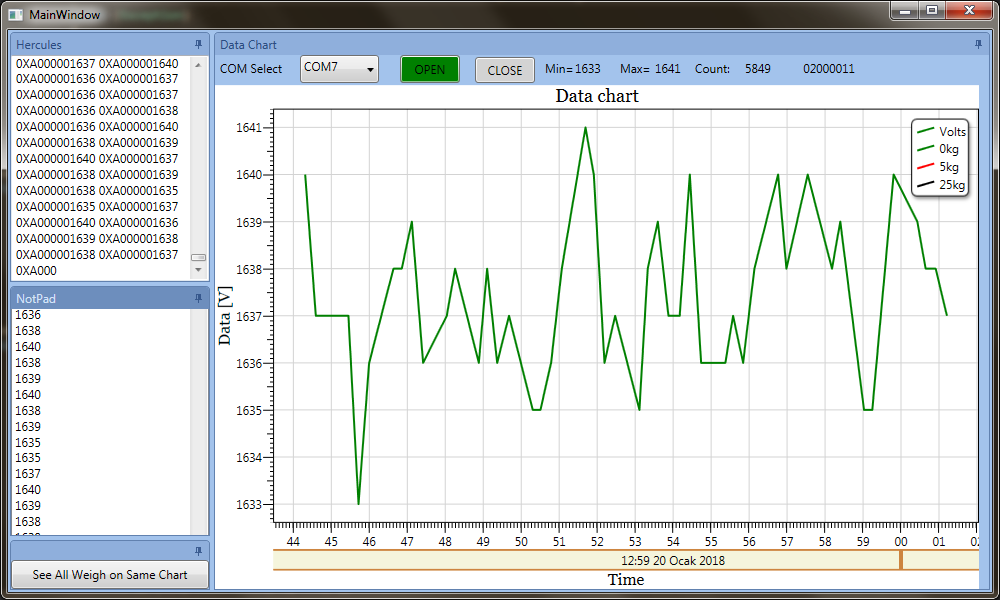 MainWindow
Hercules
0XA000001637 0XA000001640
0XA000001636 0XA000001637
0XA000001636 0XA000001637
0XA000001636 0XA000001638
0XA000001636 0XA000001640
0XA000001638 0XA000001639
0XA000001640 0XA000001637
0XA000001638 0XA000001639
0XA000001638 0XA000001635
0XA000001635 0XA000001637
0XA000001640 0XA000001636
0XA000001639 0XA000001638
0XA000001638 0XA000001637
0XA000
NotPad
1636
1638
1640
1638
1639
1640
1638
1639
1635
1635
1637
1640
1639
1638
See All Weigh on Same Chart
Data Chart
COM Select COM7 OPEN CLOSE Min= 1633 Max= 1641 Count: 5849 02000011
Data chart
Volts
0kg
5kg
25kg
Data [V]
1641
1640
1639
1638
1637
1636
1635
1634
1633
44 45 46 47 48 49 50 51 52 53 54 55 56 57 58 59 00 01
12:59 20 Ocak 2018
Time